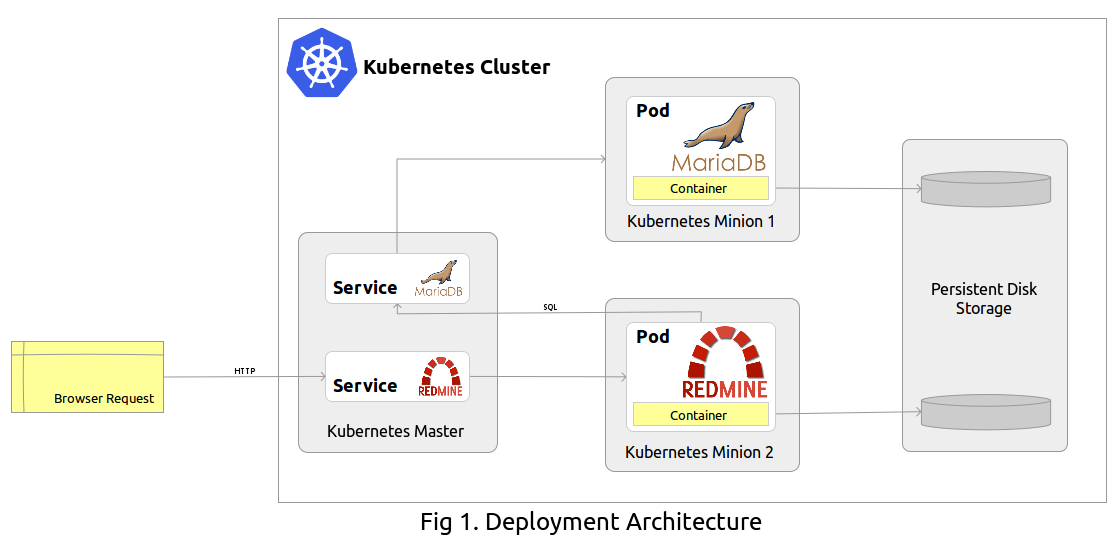 Kubernetes Cluster
Pod
MariaDB
Container
Kubernetes Minion 1
Service
MariaDB
SQL
Persistent Disk
Storage
Pod
REDMINE
Container
Kubernetes Minion 2
HTTP
Browser Request
Service
REDMINE
Kubernetes Master
Fig 1. Deployment Architecture